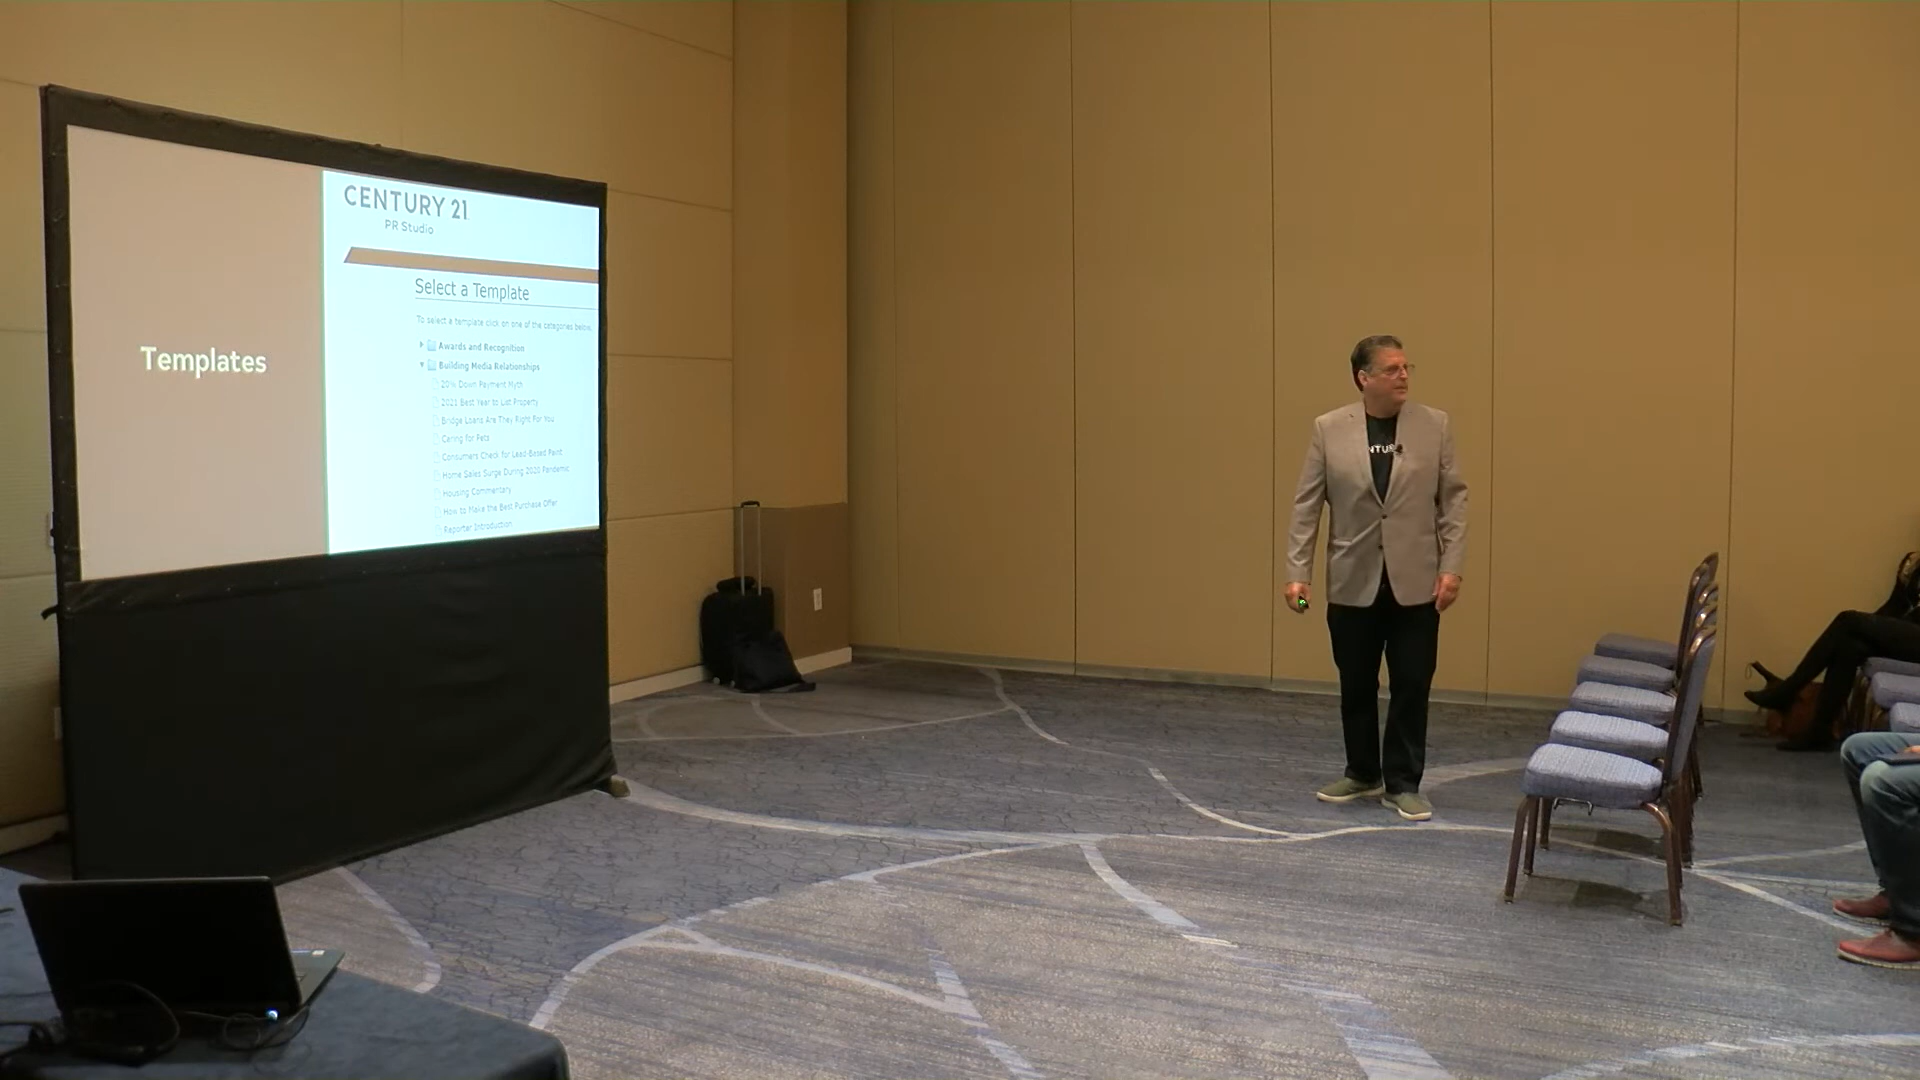 Templates
CENTURY 21
PR Studio
Select a Template
To select a template click on one of the categories below.
Awards and Recognition
Building Media Relationships
20% Down Payment Myth
2021 Best Year to List Property
Bridge Loans Are They Right For You
Caring for Pets
Consumers Check for Lead-Based Paint
Home Sales Surge During 2020 Pandemic
Housing Commentary
How to Make the Best Purchase Offer
Reporter Introduction
NTU